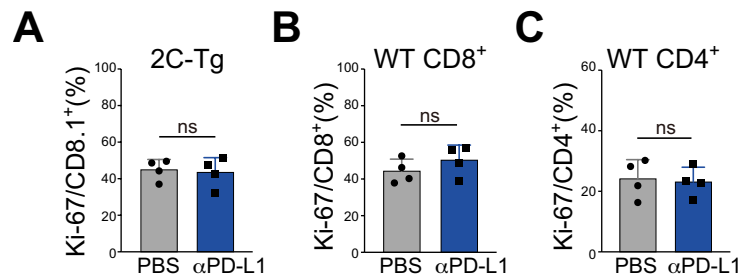 A
2C-Tg
Ki-67/CD8.1⁺(%)
100
80
60
40
20
0
ns
PBS αPD-L1
B
WT CD8⁺
Ki-67/CD8⁺(%)
100
80
60
40
20
0
ns
PBS αPD-L1
C
WT CD4⁺
Ki-67/CD4⁺(%)
60
40
20
0
ns
PBS αPD-L1